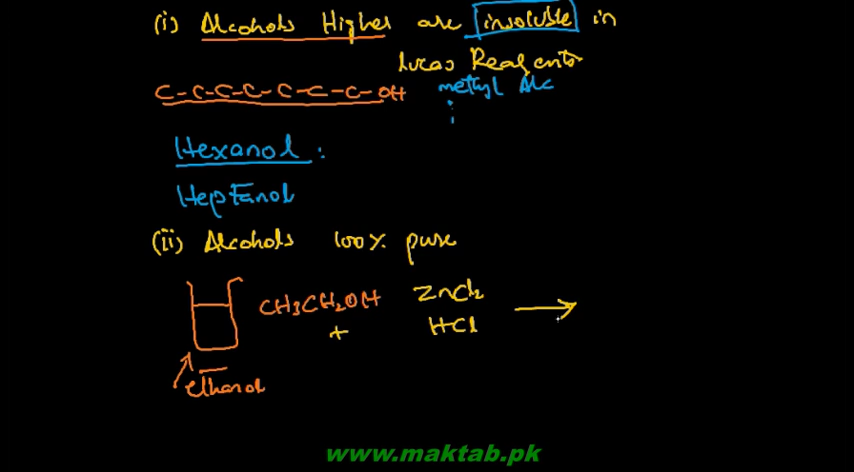 (i) Alcohols Higher are insoluble in
Lucas Reagents
C-C-C-C-C-C-C-OH methyl Alc
Hexanol :
Heptanol
(ii) Alcohols 100% pure
CH3CH2OH ZnCl2
+ HCl
ethanol
www.maktab.pk